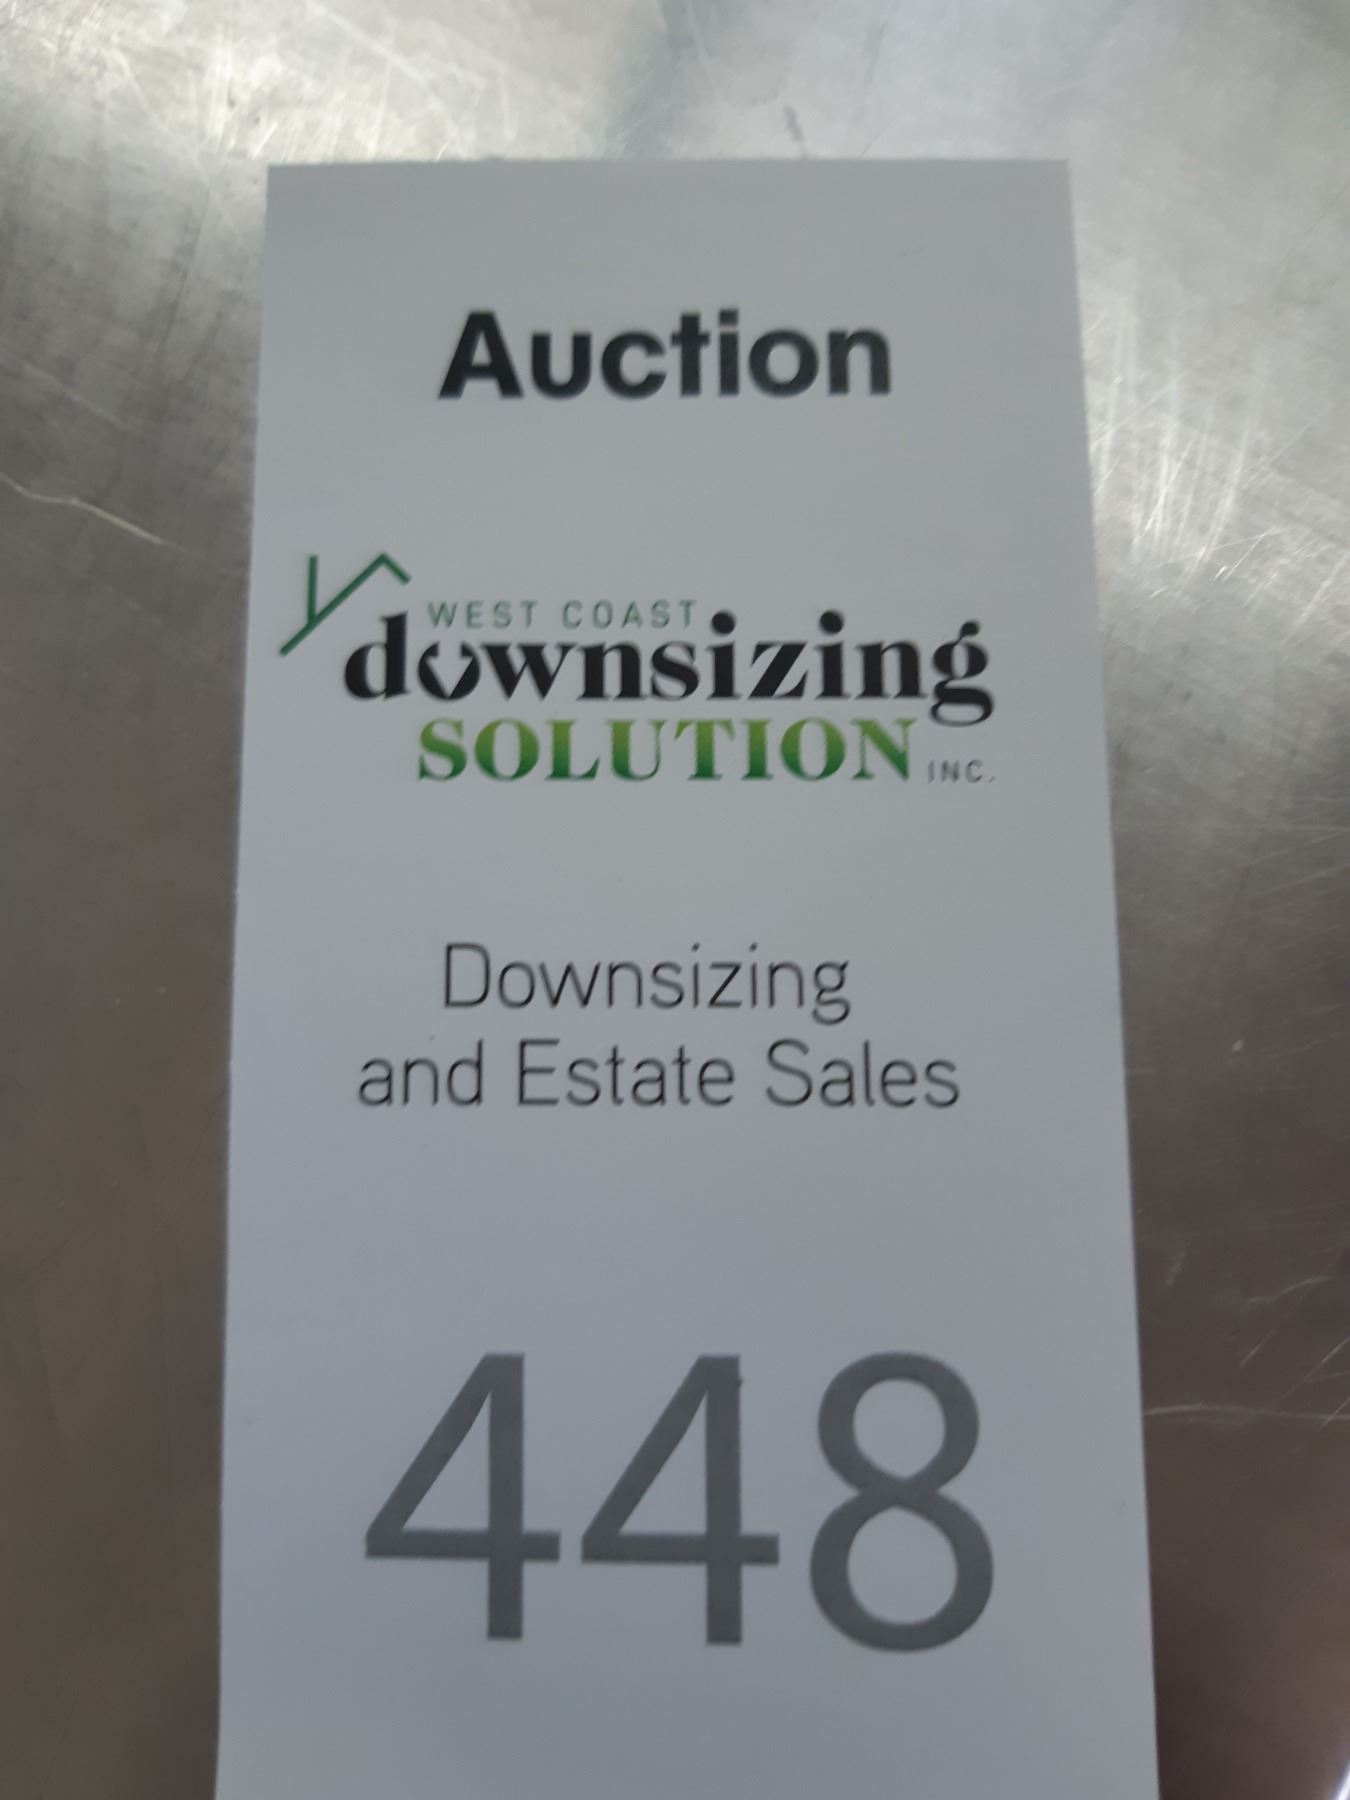 Auction
WEST COAST
downsizing
SOLUTION INC.
Downsizing
and Estate Sales
448